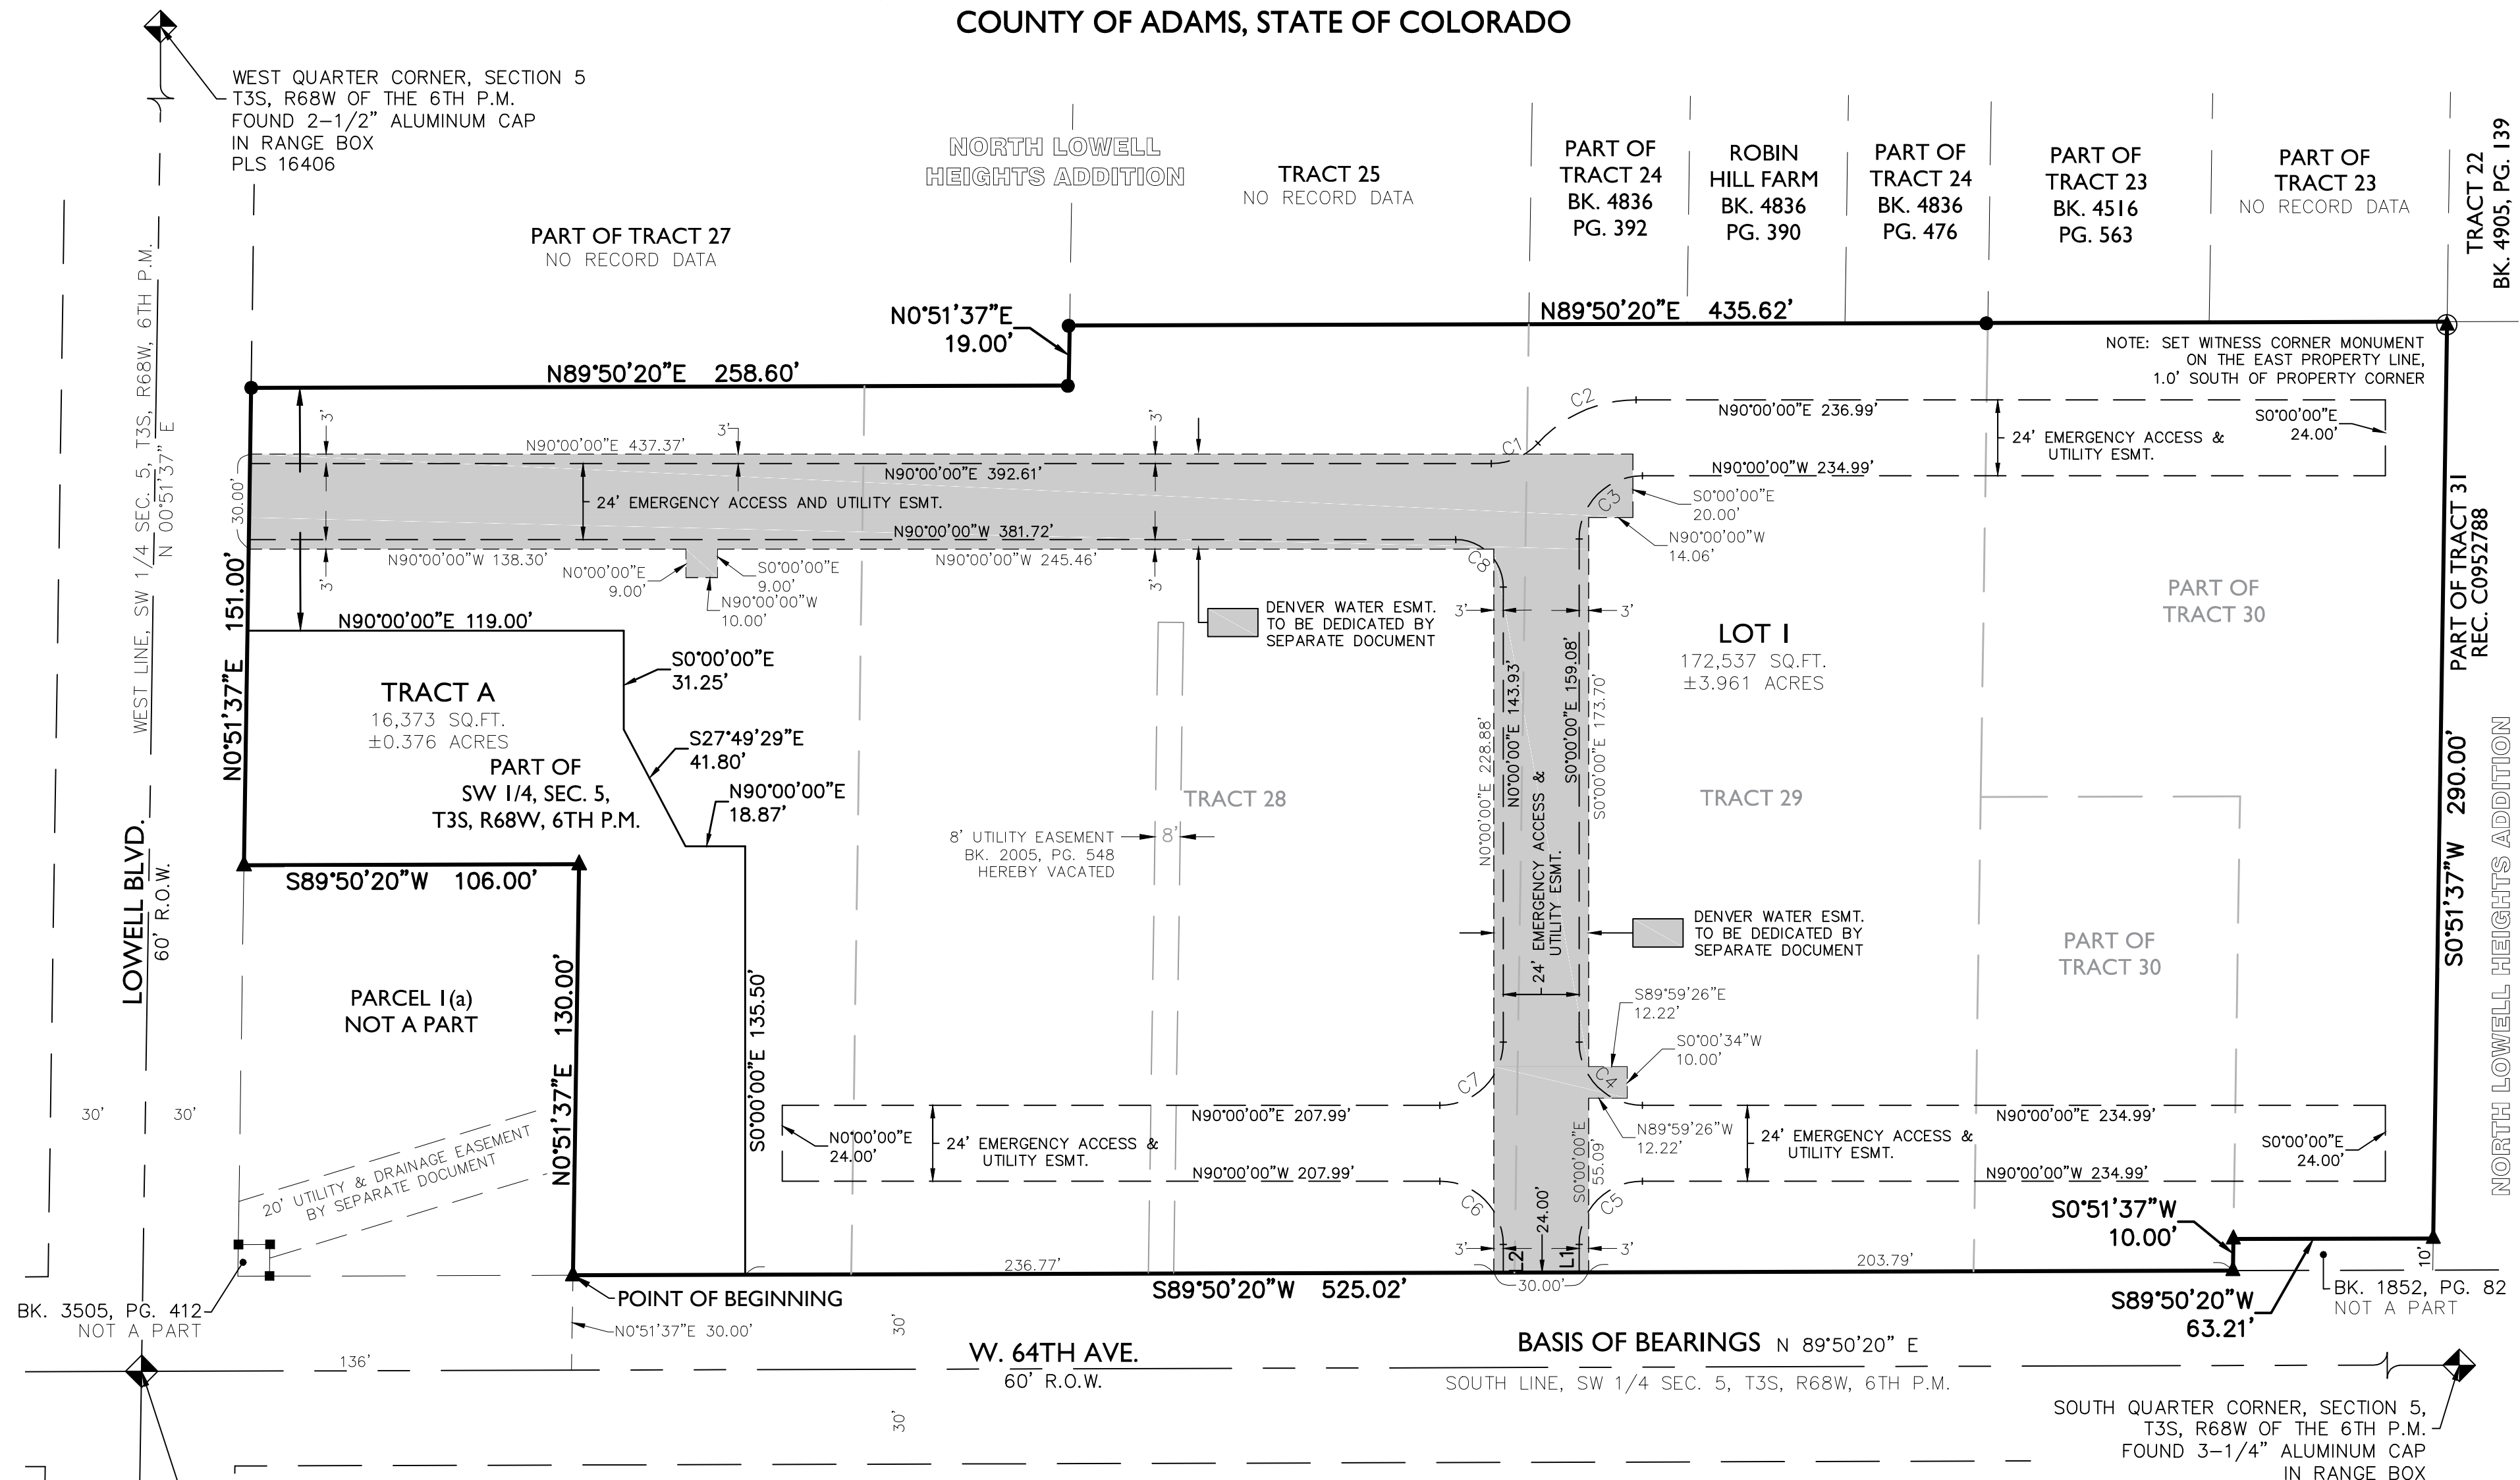 COUNTY OF ADAMS, STATE OF COLORADO
WEST QUARTER CORNER, SECTION 5
T3S, R68W OF THE 6TH P.M.
FOUND 2-1/2" ALUMINUM CAP
IN RANGE BOX
PLS 16406
NORTH LOWELL
HEIGHTS ADDITION
TRACT 25
NO RECORD DATA
PART OF
TRACT 24
BK. 4836
PG. 392
ROBIN
HILL FARM
BK. 4836
PG. 390
PART OF
TRACT 24
BK. 4836
PG. 476
PART OF
TRACT 23
BK. 4516
PG. 563
PART OF
TRACT 23
NO RECORD DATA
TRACT 22
BK. 4905, PG. 139
PART OF TRACT 27
NO RECORD DATA
N0°51'37"E
19.00'
N89°50'20"E 435.62'
NOTE: SET WITNESS CORNER MONUMENT
ON THE EAST PROPERTY LINE,
1.0' SOUTH OF PROPERTY CORNER
N89°50'20"E 258.60'
WEST LINE, SW 1/4 SEC. 5, T3S, R68W, 6TH P.M.
N 00°51'37" E
3'
3'
3'
N90°00'00"E 437.37'
C1
C2
N90°00'00"E 236.99'
S0°00'00"E
24.00'
24' EMERGENCY ACCESS &
UTILITY ESMT.
N90°00'00"W 234.99'
30.00'
N90°00'00"E 392.61'
24' EMERGENCY ACCESS AND UTILITY ESMT.
N90°00'00"W 381.72'
C3
S0°00'00"E
20.00'
N90°00'00"W
14.06'
3'
N90°00'00"W 138.30'
N0°00'00"E
9.00'
S0°00'00"E
9.00'
N90°00'00"W
10.00'
N90°00'00"W 245.46'
3'
C8
3'
3'
DENVER WATER ESMT.
TO BE DEDICATED BY
SEPARATE DOCUMENT
LOT 1
172,537 SQ.FT.
±3.961 ACRES
PART OF
TRACT 30
PART OF TRACT 31
REC. C0952788
N0°51'37"E 151.00'
N90°00'00"E 119.00'
S0°00'00"E
31.25'
TRACT A
16,373 SQ.FT.
±0.376 ACRES
PART OF
SW 1/4, SEC. 5,
T3S, R68W, 6TH P.M.
S27°49'29"E
41.80'
N90°00'00"E
18.87'
TRACT 28
8' UTILITY EASEMENT
BK. 2005, PG. 548
HEREBY VACATED
8'
N0°00'00"E 228.88'
N0°00'00"E 143.93'
24' EMERGENCY ACCESS &
UTILITY ESMT.
S0°00'00"E 159.08'
S0°00'00"E 173.70'
TRACT 29
DENVER WATER ESMT.
TO BE DEDICATED BY
SEPARATE DOCUMENT
PART OF
TRACT 30
S0°51'37"W 290.00'
NORTH LOWELL HEIGHTS ADDITION
LOWELL BLVD.
60' R.O.W.
S89°50'20"W 106.00'
PARCEL 1(a)
NOT A PART
N0°51'37"E 130.00'
S0°00'00"E 135.50'
S89°59'26"E
12.22'
S0°00'34"W
10.00'
C7
C4
30'
30'
N90°00'00"E 207.99'
N0°00'00"E
24.00'
24' EMERGENCY ACCESS &
UTILITY ESMT.
N90°00'00"W 207.99'
N89°59'26"W
12.22'
N90°00'00"E 234.99'
24' EMERGENCY ACCESS &
UTILITY ESMT.
N90°00'00"W 234.99'
S0°00'00"E
24.00'
20' UTILITY & DRAINAGE EASEMENT
BY SEPARATE DOCUMENT
C6
C5
S0°00'00"E
55.09'
24.00'
3'
L2
L1
3'
S0°51'37"W
10.00'
10'
236.77'
203.79'
30.00'
S89°50'20"W 525.02'
POINT OF BEGINNING
BK. 3505, PG. 412
NOT A PART
BK. 1852, PG. 82
NOT A PART
S89°50'20"W
63.21'
N0°51'37"E 30.00'
30'
136'
W. 64TH AVE.
60' R.O.W.
BASIS OF BEARINGS N 89°50'20" E
SOUTH LINE, SW 1/4 SEC. 5, T3S, R68W, 6TH P.M.
30'
SOUTH QUARTER CORNER, SECTION 5,
T3S, R68W OF THE 6TH P.M.
FOUND 3-1/4" ALUMINUM CAP
IN RANGE BOX